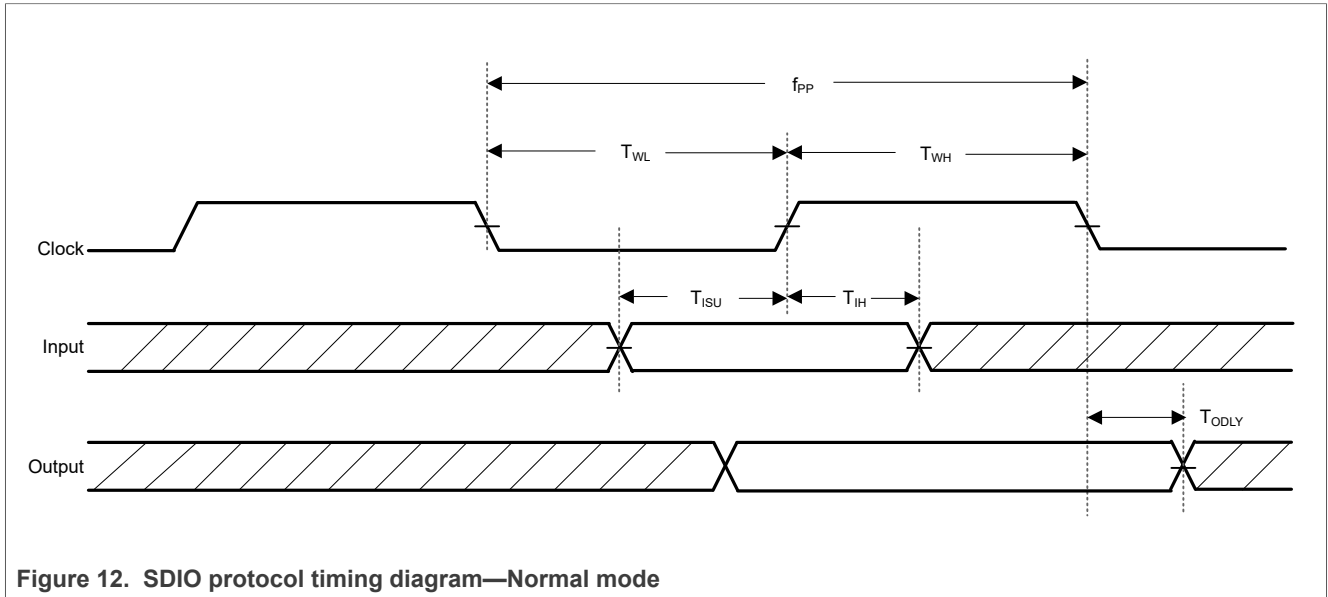 fPP
TWL
TWH
Clock
TISU
TIH
Input
TODLY
Output
Figure 12. SDIO protocol timing diagram—Normal mode